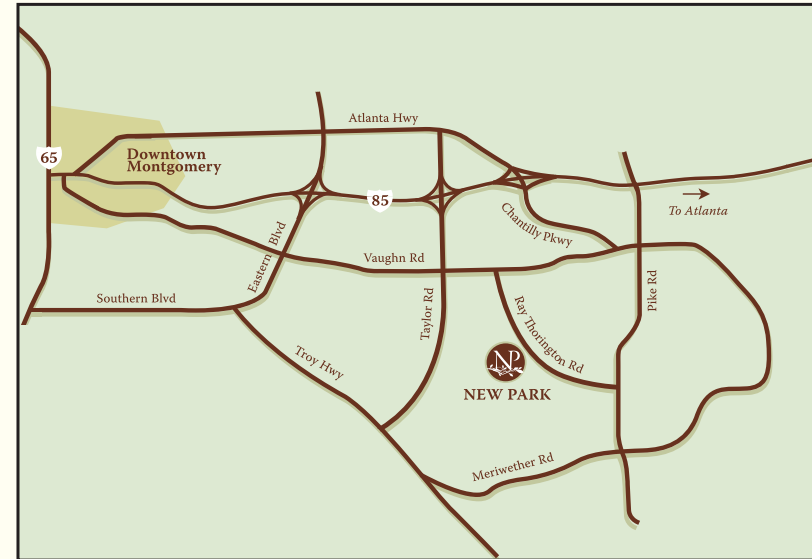 Atlanta Hwy
65
Downtown
Montgomery
85
To Atlanta
Chantilly Pkwy
Eastern Blvd
Vaughn Rd
Pike Rd
Southern Blvd
Taylor Rd
Ray Thorington Rd
Troy Hwy
NP
NEW PARK
Meriwether Rd